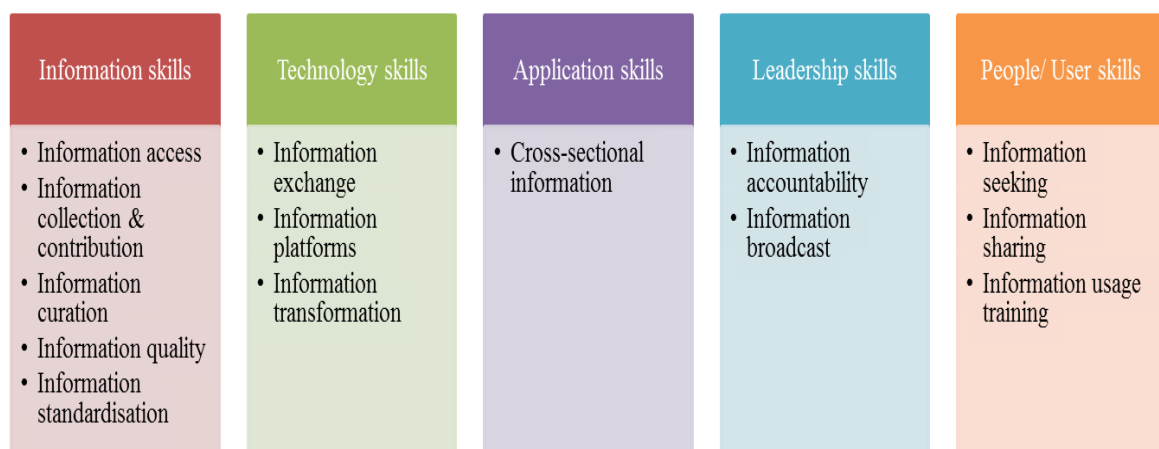 Information skills
• Information access
• Information
collection &
contribution
• Information
curation
• Information quality
• Information
standardisation
Technology skills
• Information
exchange
• Information
platforms
• Information
transformation
Application skills
• Cross-sectional
information
Leadership skills
• Information
accountability
• Information
broadcast
People/ User skills
• Information
seeking
• Information
sharing
• Information usage
training